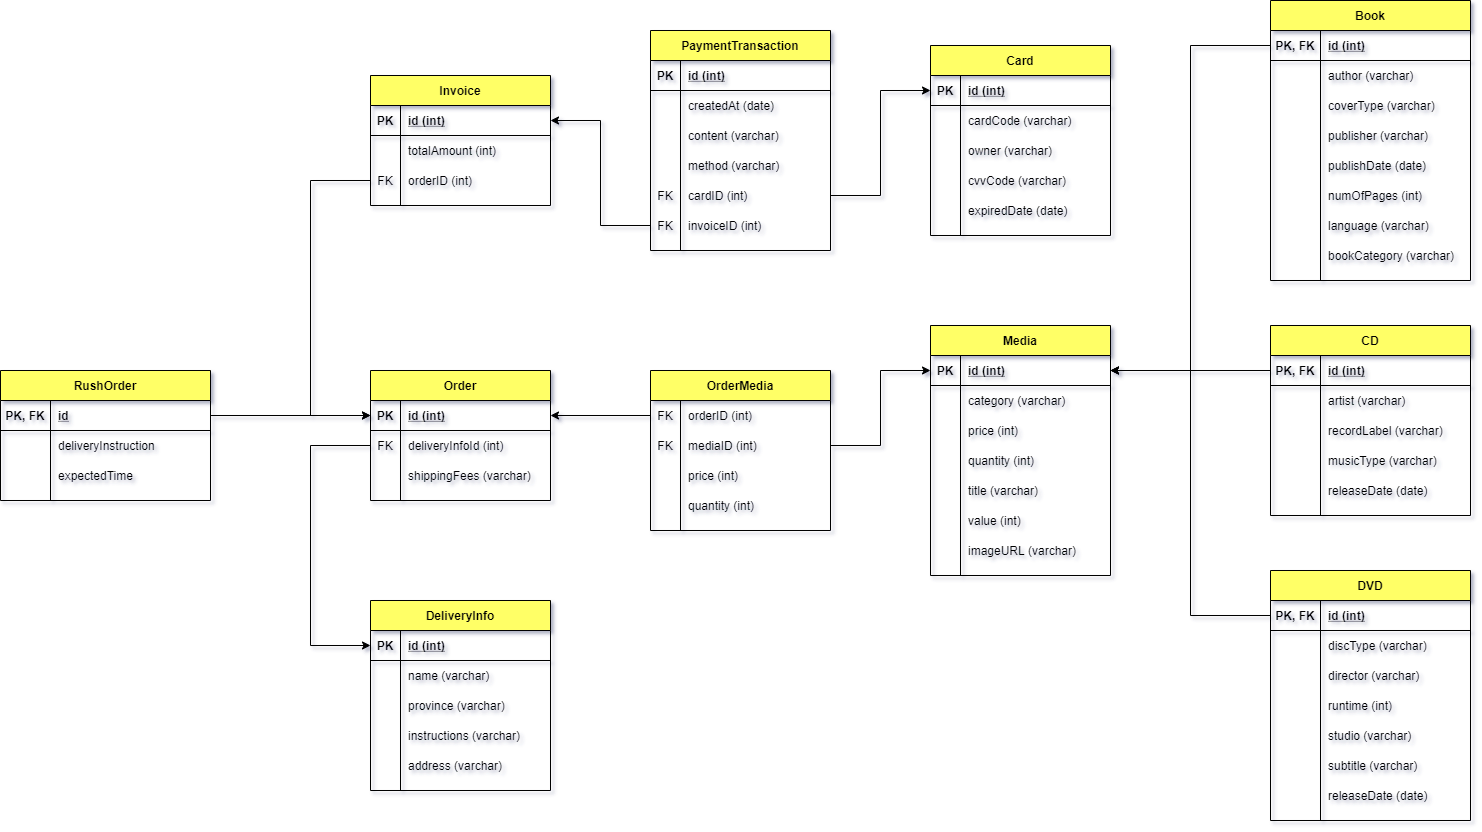 Invoice
PK id (int)
totalAmount (int)
FK orderID (int)
PaymentTransaction
PK id (int)
createdAt (date)
content (varchar)
method (varchar)
FK cardID (int)
FK invoiceID (int)
Card
PK id (int)
cardCode (varchar)
owner (varchar)
cvvCode (varchar)
expiredDate (date)
Book
PK, FK id (int)
author (varchar)
coverType (varchar)
publisher (varchar)
publishDate (date)
numOfPages (int)
language (varchar)
bookCategory (varchar)
RushOrder
PK, FK id
deliveryInstruction
expectedTime
Order
PK id (int)
FK deliveryInfoId (int)
shippingFees (varchar)
OrderMedia
FK orderID (int)
FK mediaID (int)
price (int)
quantity (int)
Media
PK id (int)
category (varchar)
price (int)
quantity (int)
title (varchar)
value (int)
imageURL (varchar)
CD
PK, FK id (int)
artist (varchar)
recordLabel (varchar)
musicType (varchar)
releaseDate (date)
DeliveryInfo
PK id (int)
name (varchar)
province (varchar)
instructions (varchar)
address (varchar)
DVD
PK, FK id (int)
discType (varchar)
director (varchar)
runtime (int)
studio (varchar)
subtitle (varchar)
releaseDate (date)